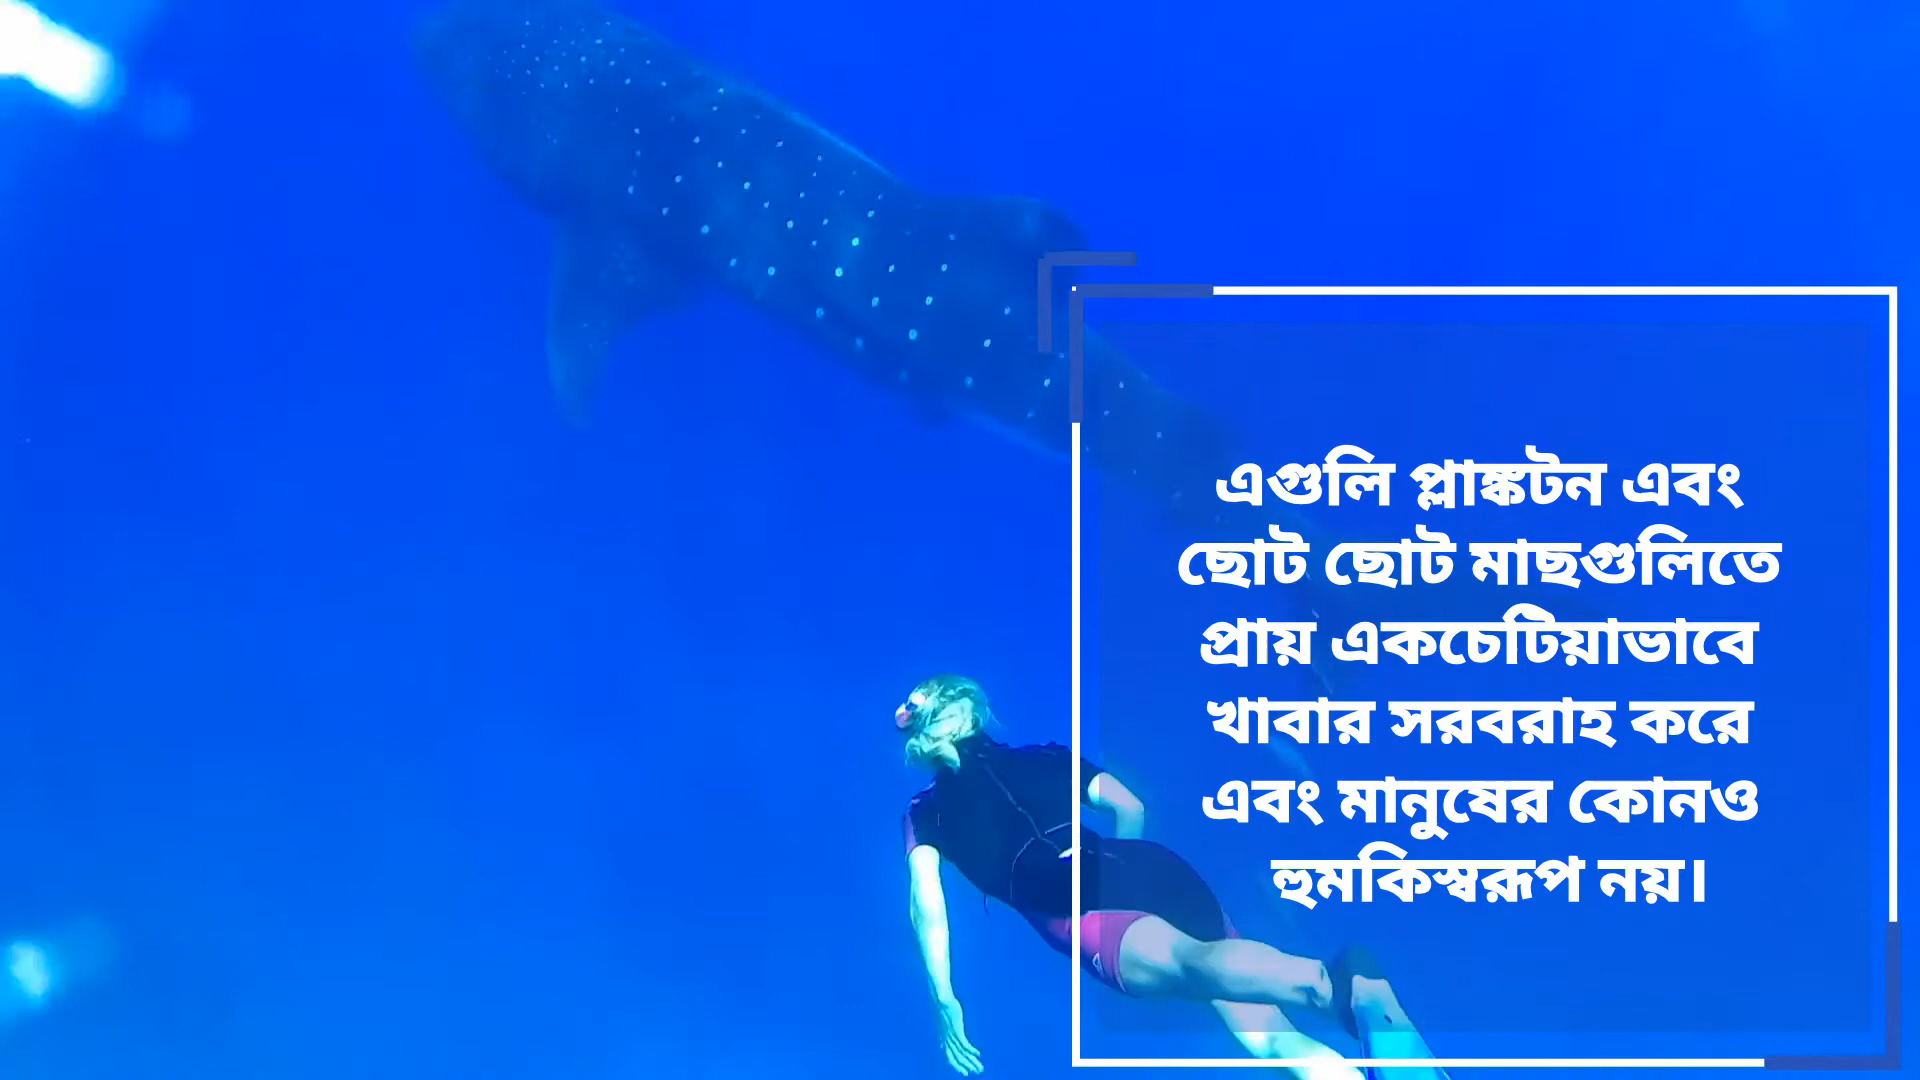 এগুলি প্লাঙ্কটন এবং
ছোট ছোট মাছগুলিতে
প্রায় একচেটিয়াভাবে
খাবার সরবরাহ করে
এবং মানুষের কোনও
হুমকিস্বরূপ নয়।